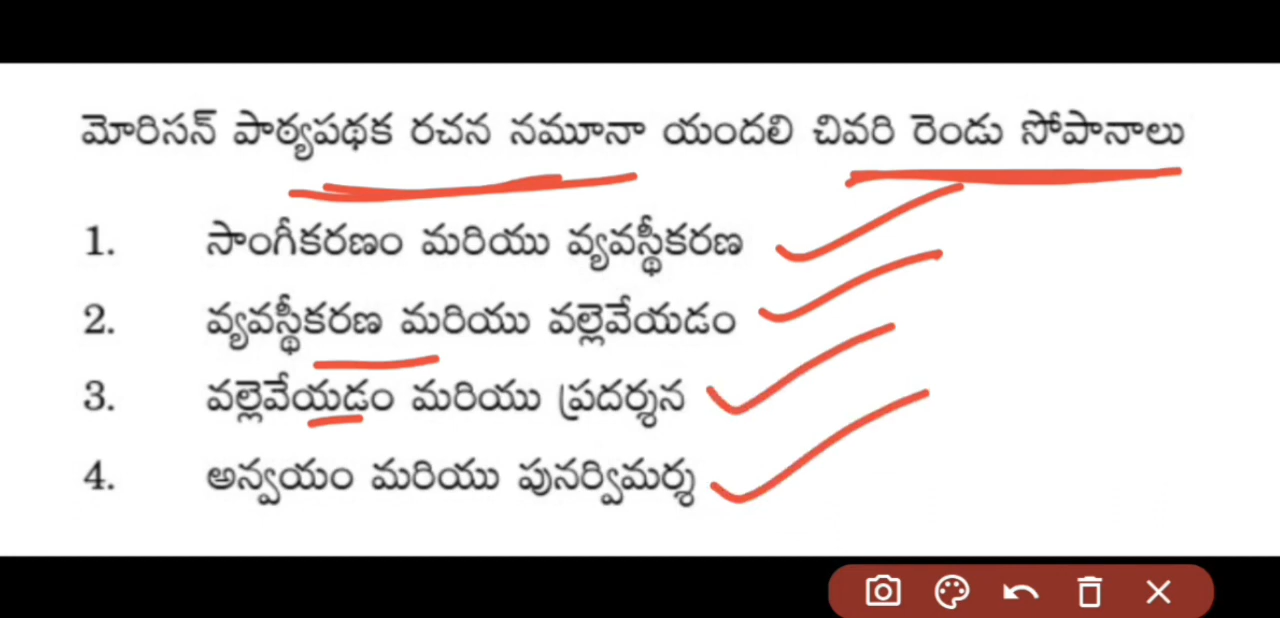 మోరిసన్ పాఠ్యపథక రచన నమూనా యందలి చివరి రెండు సోపానాలు
1. సాంగీకరణం మరియు వ్యవస్థీకరణ
2. వ్యవస్థీకరణ మరియు వల్లెవేయడం
3. వల్లెవేయడం మరియు ప్రదర్శన
4. అన్వయం మరియు పునర్విమర్శ